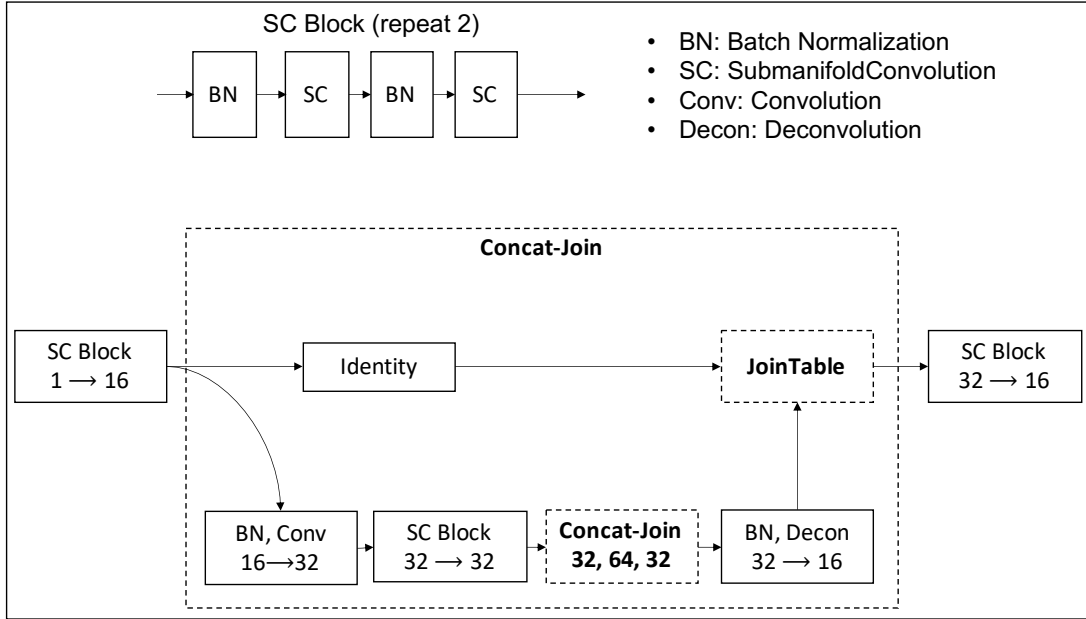 SC Block (repeat 2)
BN
SC
BN
SC
• BN: Batch Normalization
• SC: SubmanifoldConvolution
• Conv: Convolution
• Decon: Deconvolution
Concat-Join
SC Block
1 → 16
Identity
JoinTable
SC Block
32 → 16
BN, Conv
16→32
SC Block
32 → 32
Concat-Join
32, 64, 32
BN, Decon
32 → 16